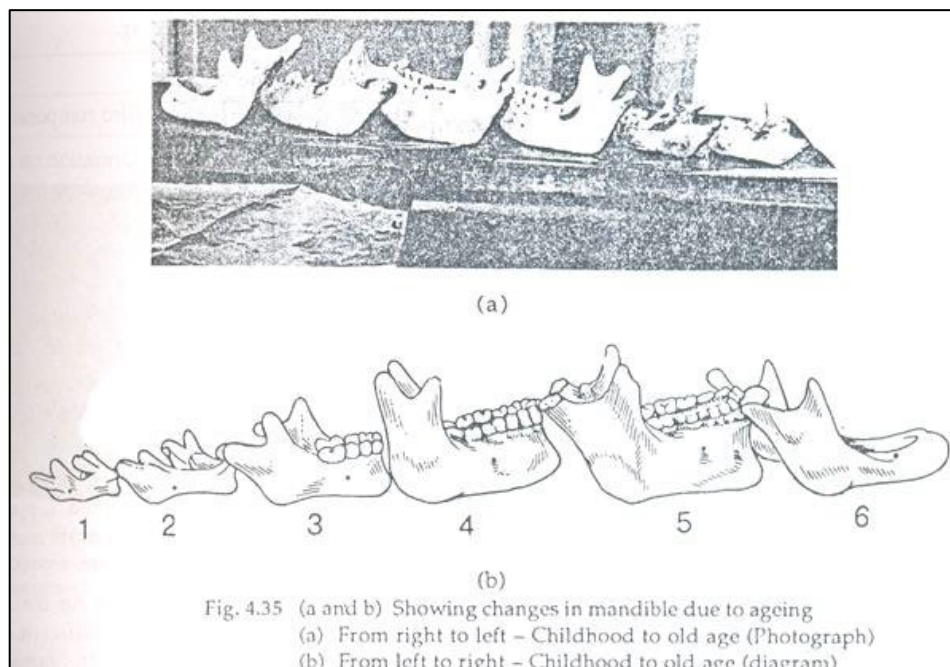 (a)
1 2 3 4 5 6
(b)
Fig. 4.35 (a and b) Showing changes in mandible due to ageing
(a) From right to left – Childhood to old age (Photograph)
(b) From left to right – Childhood to old age (diagram)